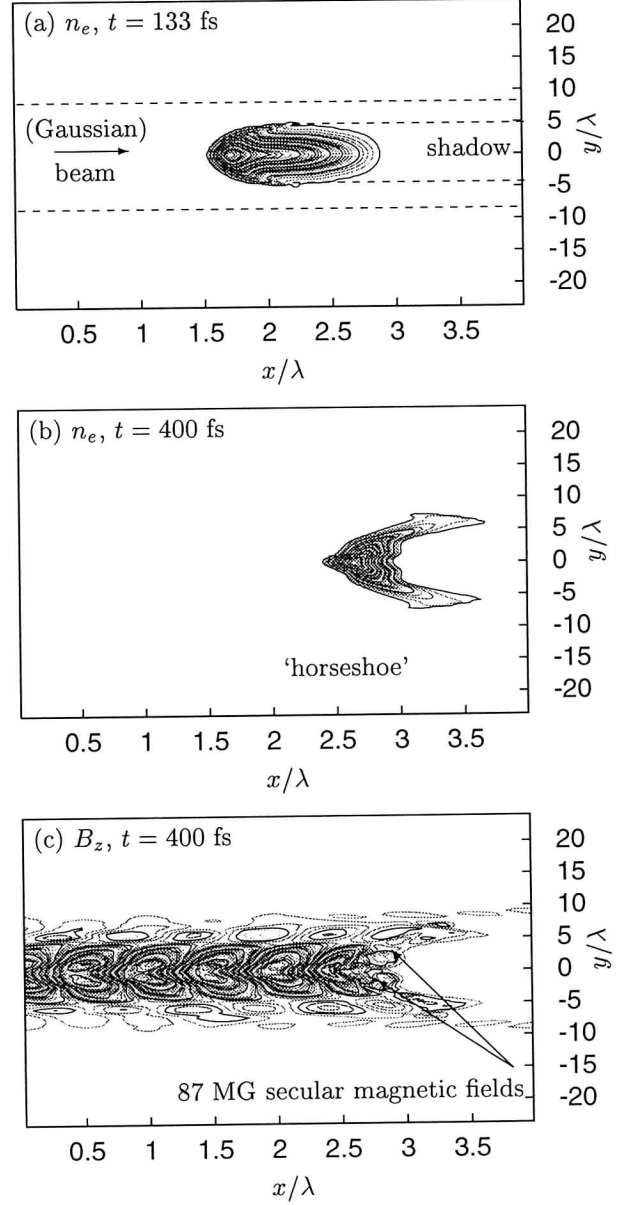 (a) nₑ, t = 133 fs
(Gaussian)
beam
shadow
20
15
10
5
0
-5
-10
-15
-20
y/λ
0.5 1 1.5 2 2.5 3 3.5
x/λ
(b) nₑ, t = 400 fs
'horseshoe'
20
15
10
5
0
-5
-10
-15
-20
y/λ
0.5 1 1.5 2 2.5 3 3.5
x/λ
(c) B_z, t = 400 fs
87 MG secular magnetic fields
20
15
10
5
0
-5
-10
-15
-20
y/λ
0.5 1 1.5 2 2.5 3 3.5
x/λ